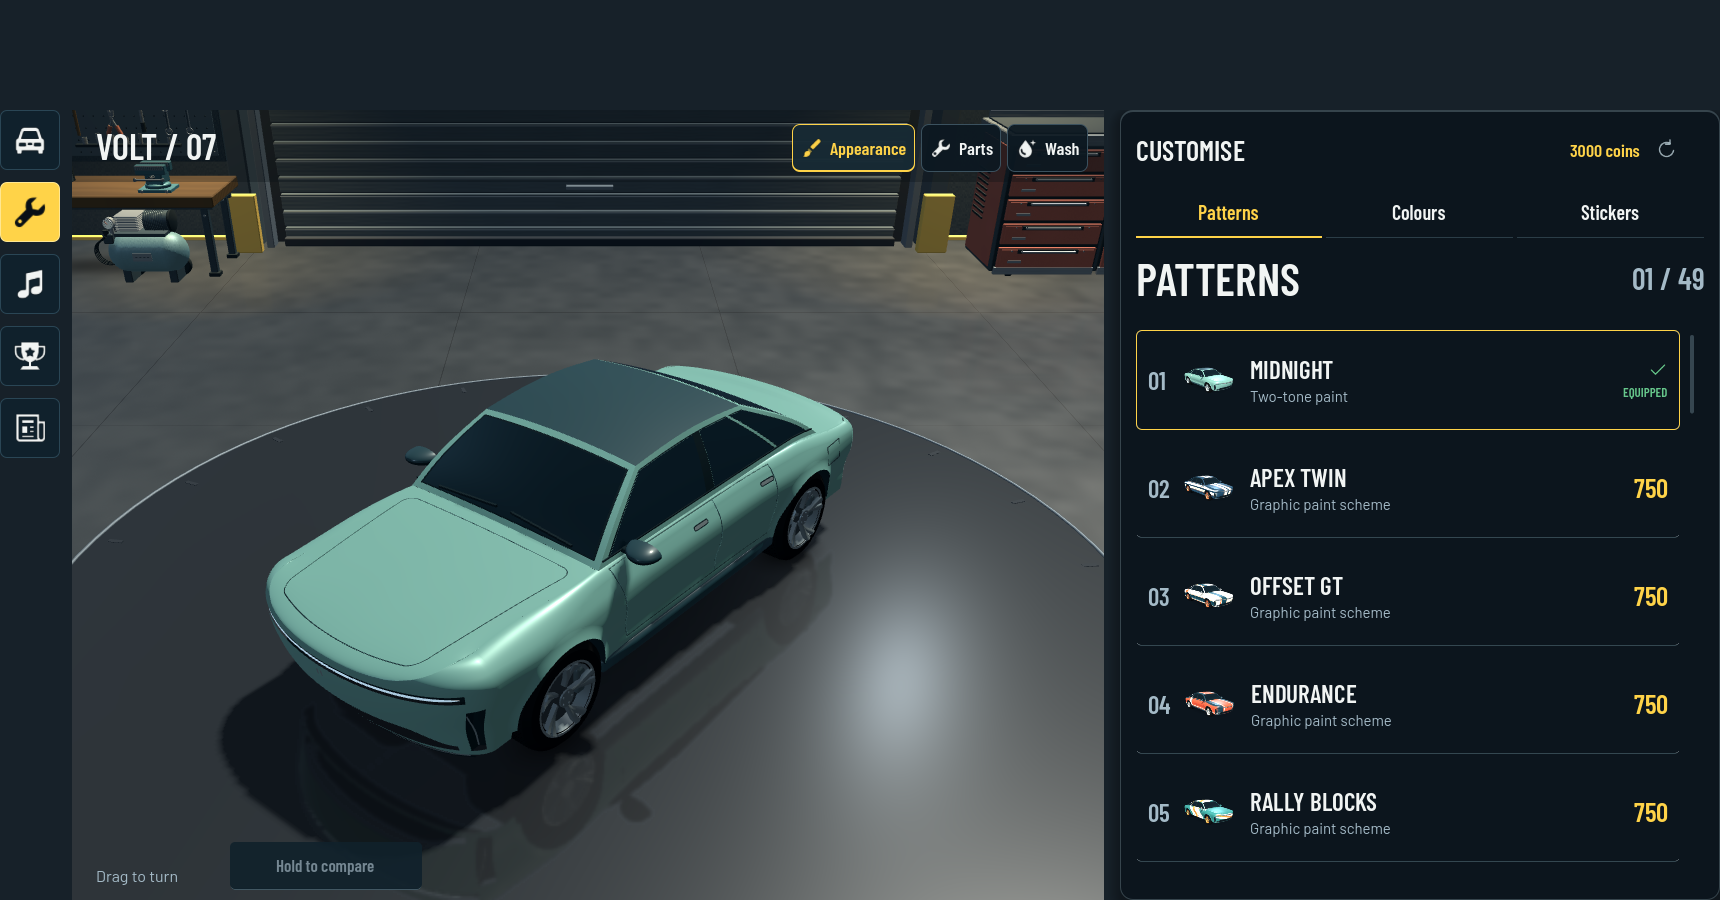 VOLT / 07
Appearance
Parts
Wash
Drag to turn
Hold to compare
CUSTOMISE
3000 coins
Patterns
Colours
Stickers
PATTERNS
01 / 49
01
MIDNIGHT
Two-tone paint
EQUIPPED
02
APEX TWIN
Graphic paint scheme
750
03
OFFSET GT
Graphic paint scheme
750
04
ENDURANCE
Graphic paint scheme
750
05
RALLY BLOCKS
Graphic paint scheme
750